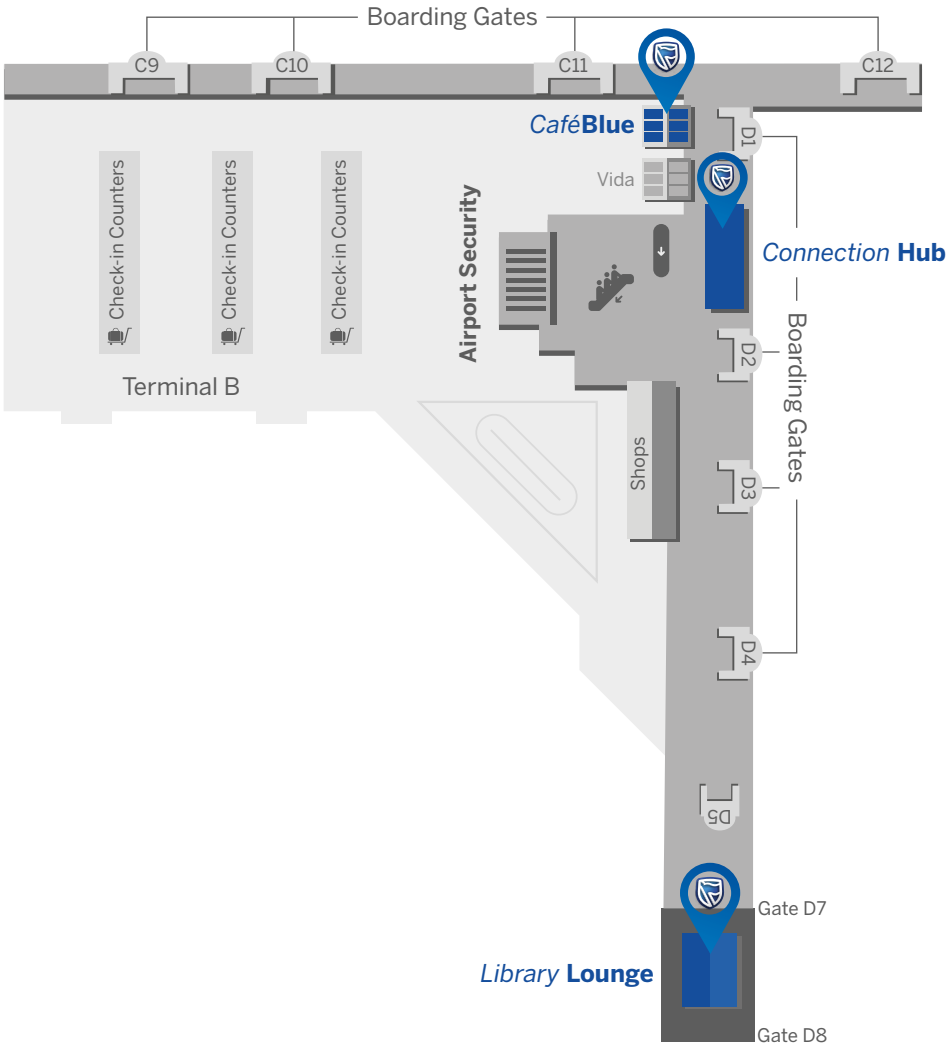 Boarding Gates
C9
C10
C11
C12
CaféBlue
D1
Vida
Check-in Counters
Check-in Counters
Check-in Counters
Airport Security
Connection Hub
Terminal B
D2
Boarding Gates
Shops
D3
D4
D5
Gate D7
Library Lounge
Gate D8